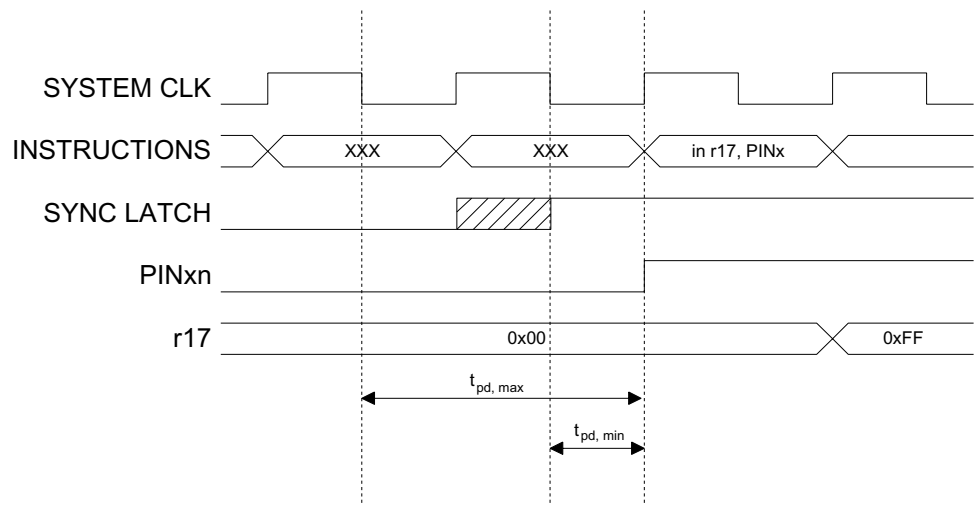 SYSTEM CLK
INSTRUCTIONS XXX XXX in r17, PINx
SYNC LATCH
PINxn
r17 0x00 0xFF
tpd, max
tpd, min